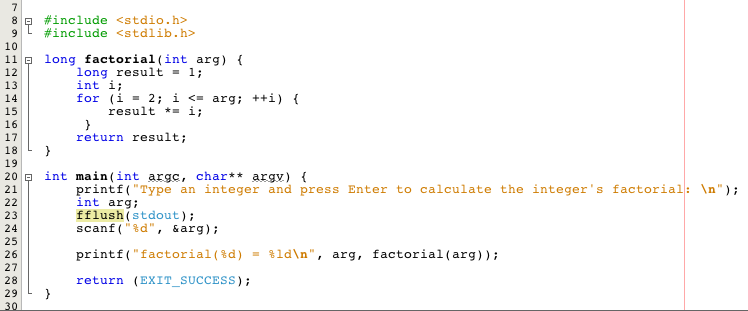 7
8 #include <stdio.h>
9 #include <stdlib.h>
10
11 long factorial(int arg) {
12     long result = 1;
13     int i;
14     for (i = 2; i <= arg; ++i) {
15         result *= i;
16      }
17     return result;
18 }
19
20 int main(int argc, char** argv) {
21     printf("Type an integer and press Enter to calculate the integer's factorial: \n");
22     int arg;
23     fflush(stdout);
24     scanf("%d", &arg);
25
26     printf("factorial(%d) = %ld\n", arg, factorial(arg));
27
28     return (EXIT_SUCCESS);
29 }
30